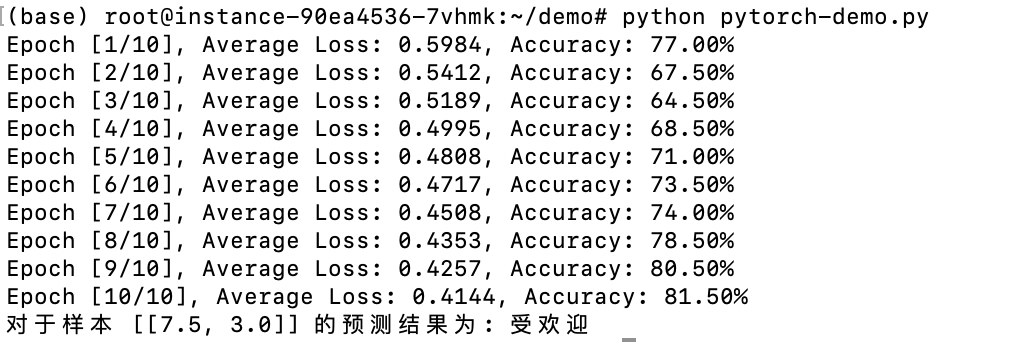 (base) root@instance-90ea4536-7vhmk:~/demo# python pytorch-demo.py
Epoch [1/10], Average Loss: 0.5984, Accuracy: 77.00%
Epoch [2/10], Average Loss: 0.5412, Accuracy: 67.50%
Epoch [3/10], Average Loss: 0.5189, Accuracy: 64.50%
Epoch [4/10], Average Loss: 0.4995, Accuracy: 68.50%
Epoch [5/10], Average Loss: 0.4808, Accuracy: 71.00%
Epoch [6/10], Average Loss: 0.4717, Accuracy: 73.50%
Epoch [7/10], Average Loss: 0.4508, Accuracy: 74.00%
Epoch [8/10], Average Loss: 0.4353, Accuracy: 78.50%
Epoch [9/10], Average Loss: 0.4257, Accuracy: 80.50%
Epoch [10/10], Average Loss: 0.4144, Accuracy: 81.50%
对于样本 [[7.5, 3.0]] 的预测结果为: 受欢迎